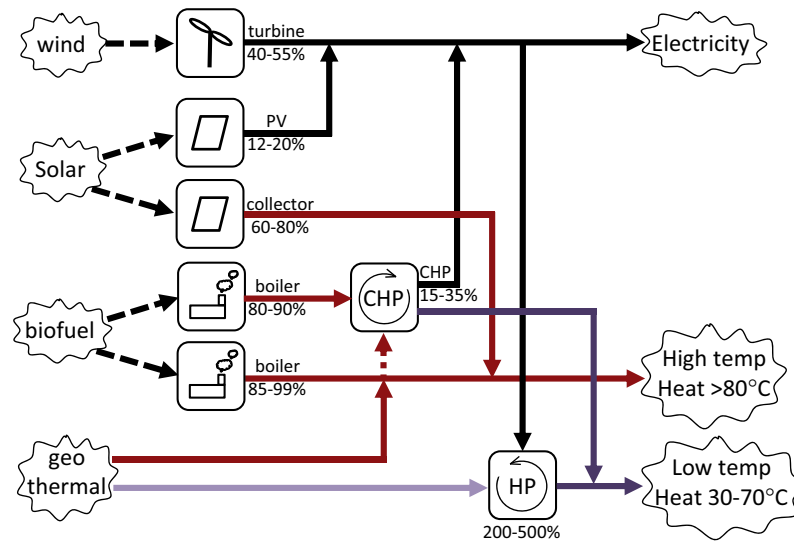 wind
turbine
40-55%
Electricity
PV
12-20%
Solar
collector
60-80%
biofuel
boiler
80-90%
CHP
CHP
15-35%
boiler
85-99%
High temp
Heat >80°C
geo
thermal
HP
200-500%
Low temp
Heat 30-70°C